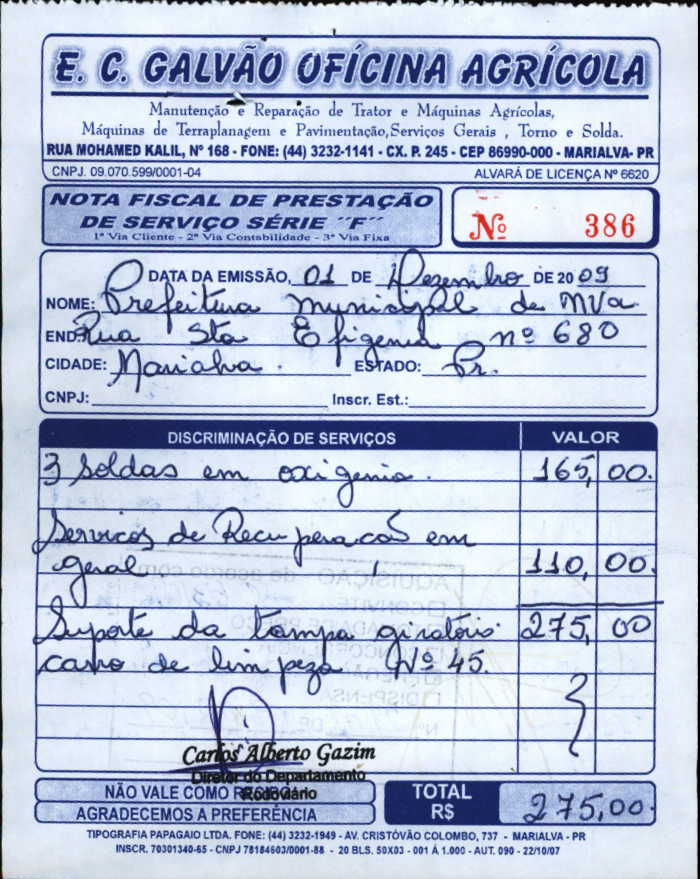 E. C. GALVÃO OFÍCINA AGRÍCOLA
Manutenção e Reparação de Trator e Máquinas Agrícolas,
Máquinas de Terraplanagem e Pavimentação,Serviços Gerais , Torno e Solda.
RUA MOHAMED KALIL, Nº 168 - FONE: (44) 3232-1141 - CX. P. 245 - CEP 86990-000 - MARIALVA- PR
CNPJ. 09.070.599/0001-04 ALVARÁ DE LICENÇA Nº 6620
NOTA FISCAL DE PRESTAÇÃO
DE SERVIÇO SÉRIE ´´F´´
1ª Via Cliente - 2ª Via Contabilidade - 3ª Via Fixa
Nº 386
DATA DA EMISSÃO, 01 DE Dezembro DE 2009
NOME: Prefeitura municipal de MVa
END: Rua Sta Efigenia nº 680
CIDADE: Marialva. ESTADO: Pr.
CNPJ: Inscr. Est.:
DISCRIMINAÇÃO DE SERVIÇOS VALOR
3 soldas em oxigenio. 165,00.
Serviços de Recuperacaõ em
geral 110,00.
Suporte da tampa giratório 275,00
carro de limpeza Nº 45.
Carlos Alberto Gazim
Diretor do Departamento
Rodoviário
NÃO VALE COMO RECIBO
AGRADECEMOS A PREFERÊNCIA
TOTAL
R$ 275,00.
TIPOGRAFIA PAPAGAIO LTDA. FONE: (44) 3232-1949 - AV. CRISTÓVÃO COLOMBO, 737 - MARIALVA - PR
INSCR. 70301340-65 - CNPJ 78184603/0001-88 - 20 BLS. 50X03 - 001 Á 1.000 - AUT. 090 - 22/10/07